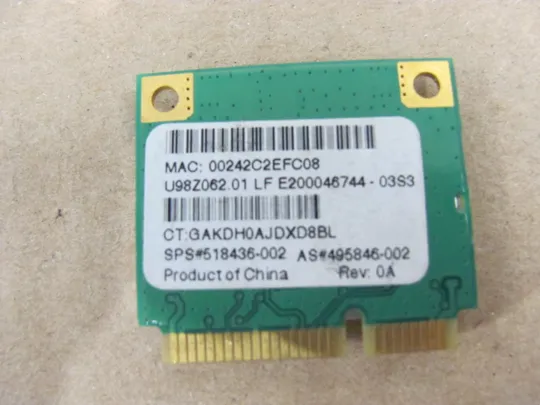 MAC: 00242C2EFC08
U98Z062.01 LF E200046744 - 03S3
CT:GAKDH0AJDXD8BL
SPS#518436-002 AS#495846-002
Product of China Rev: 0A